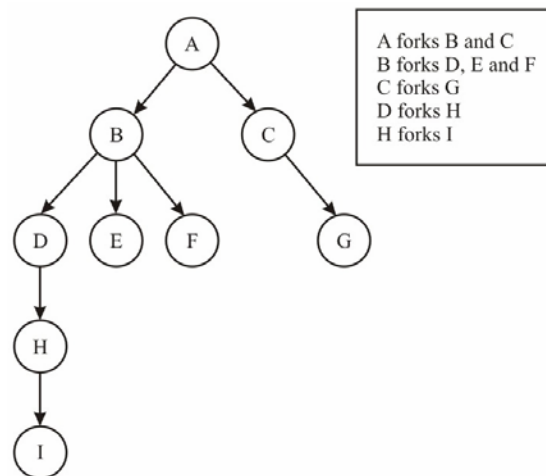 A
B
C
D
E
F
G
H
I
A forks B and C
B forks D, E and F
C forks G
D forks H
H forks I